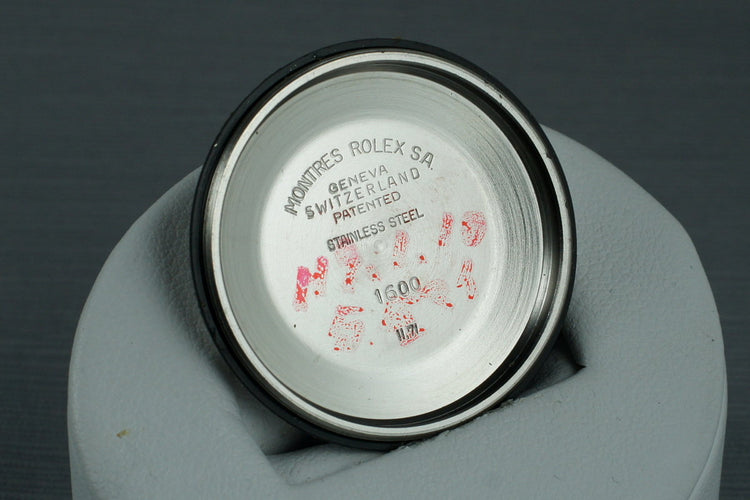 MONTRES ROLEX S.A.
GENEVA
SWITZERLAND
PATENTED
STAINLESS STEEL
1600
II.71